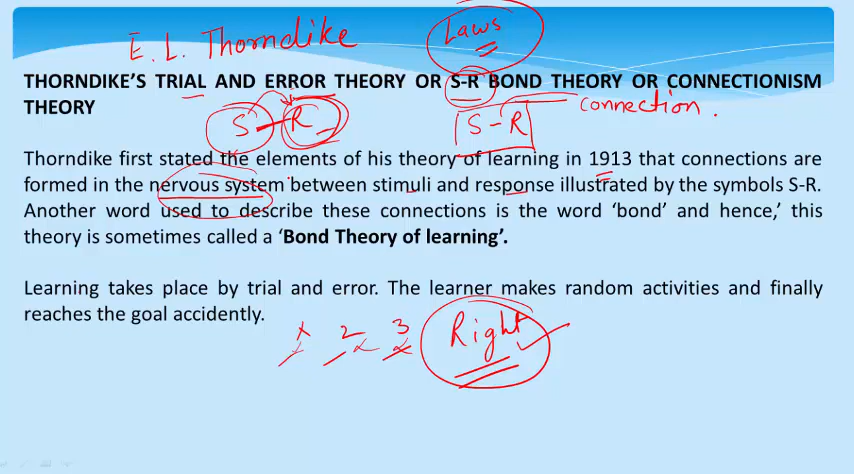 E. L. Thorndike
Laws
THORNDIKE'S TRIAL AND ERROR THEORY OR S-R BOND THEORY OR CONNECTIONISM
THEORY
S - R
S - R
connection.
Thorndike first stated the elements of his theory of learning in 1913 that connections are
formed in the nervous system between stimuli and response illustrated by the symbols S-R.
Another word used to describe these connections is the word 'bond' and hence,' this
theory is sometimes called a 'Bond Theory of learning'.
Learning takes place by trial and error. The learner makes random activities and finally
reaches the goal accidently.
2 3 Right